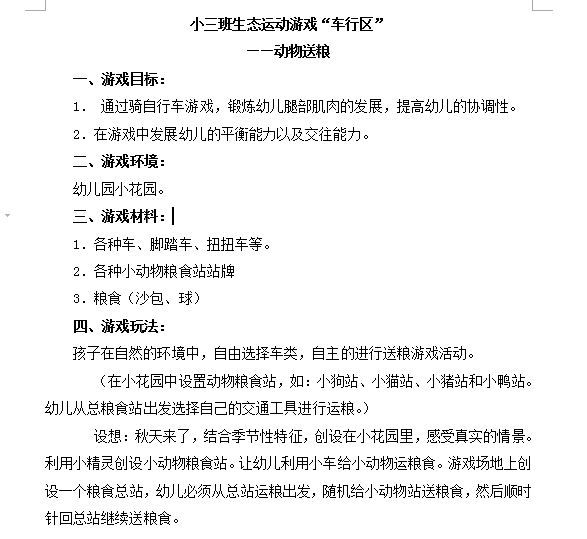 小三班生态运动游戏“车行区”
——动物送粮
一、游戏目标：
1. 通过骑自行车游戏，锻炼幼儿腿部肌肉的发展，提高幼儿的协调性。
2．在游戏中发展幼儿的平衡能力以及交往能力。
二、游戏环境：
幼儿园小花园。
三、游戏材料：
1．各种车、脚踏车、扭扭车等。
2．各种小动物粮食站站牌
3．粮食（沙包、球）
四、游戏玩法：
孩子在自然的环境中，自由选择车类，自主的进行送粮游戏活动。
（在小花园中设置动物粮食站，如：小狗站、小猫站、小猪站和小鸭站。
幼儿从总粮食站出发选择自己的交通工具进行运粮。）
设想：秋天来了，结合季节性特征，创设在小花园里，感受真实的情景。
利用小精灵创设小动物粮食站。让幼儿利用小车给小动物运粮食。游戏场地上创
设一个粮食总站，幼儿必须从总站运粮出发，随机给小动物站送粮食，然后顺时
针回总站继续送粮食。